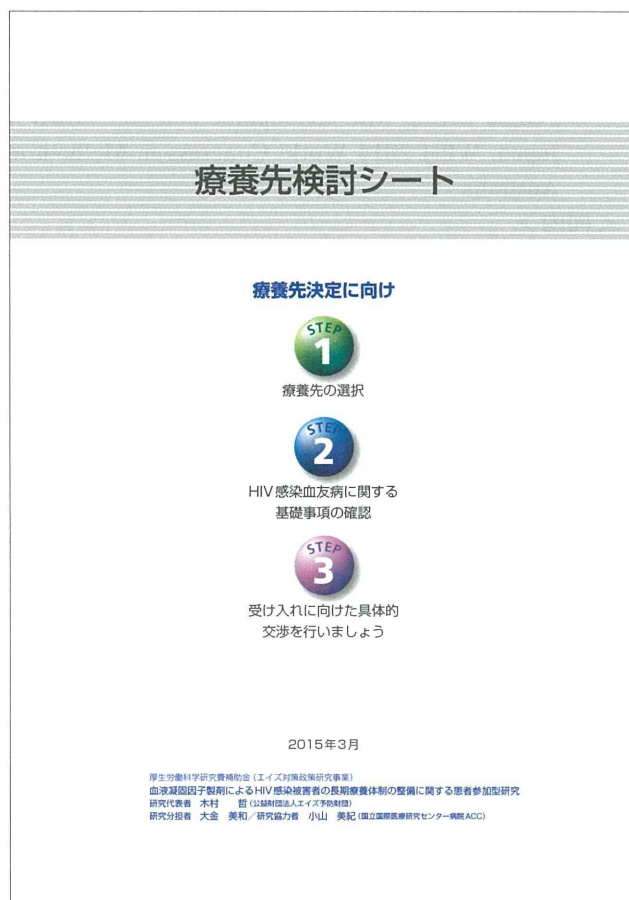 療養先検討シート
療養先決定に向け
STEP
1
療養先の選択
STEP
2
HIV感染血友病に関する
基礎事項の確認
STEP
3
受け入れに向けた具体的
交渉を行いましょう
2015年3月
厚生労働科学研究費補助金（エイズ対策政策研究事業）
血液凝固因子製剤によるHIV感染被害者の長期療養体制の整備に関する患者参加型研究
研究代表者 木村 哲（公益財団法人エイズ予防財団）
研究分担者 大金 美和／研究協力者 小山 美紀（国立国際医療研究センター病院ACC）